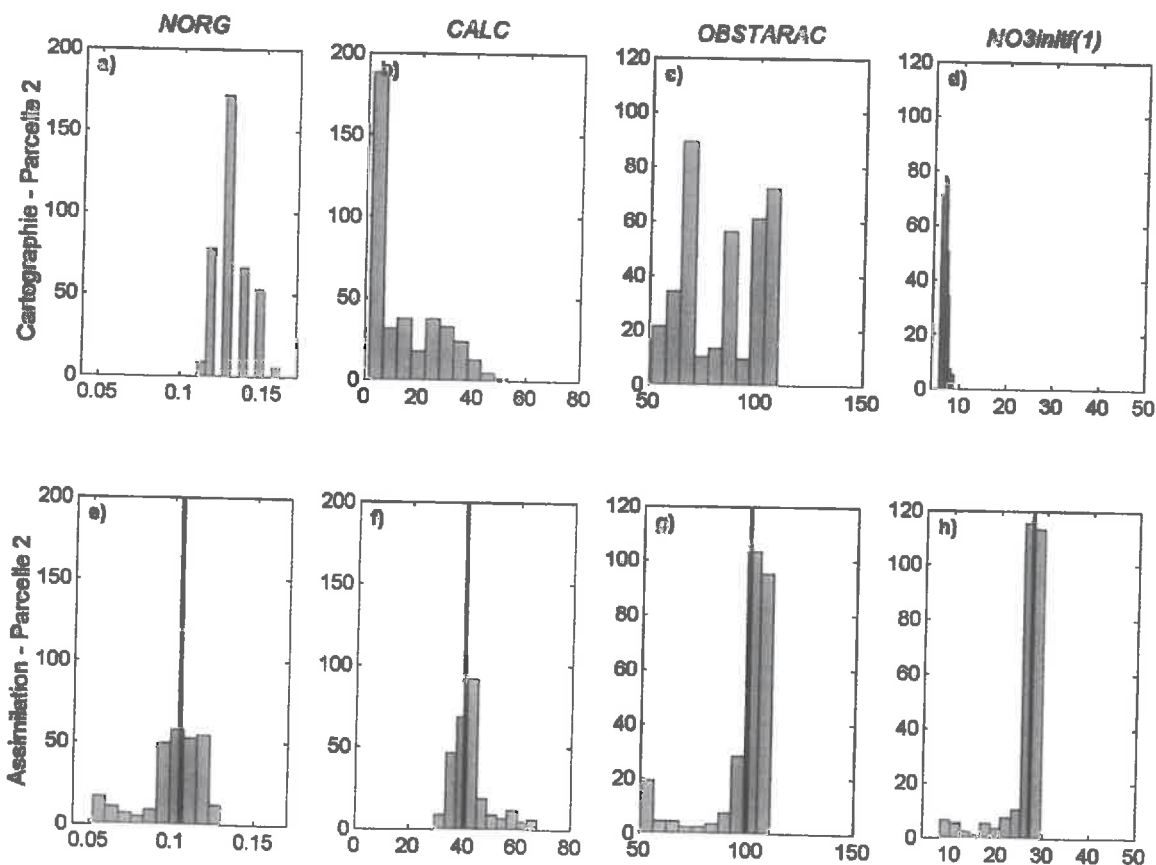 NORG CALC OBSTARAC NO3initf(1)
Cartographie - Parcelle 2
a) b) c) d)
200 200 120 120
150 150 100 100
100 100 80 80
50 50 60 60
0 0 40 40
20 20
0 0
0.05 0.1 0.15 0 20 40 60 80 50 100 150 10 20 30 40 50
Assimilation - Parcelle 2
e) f) g) h)
200 200 120 120
150 150 100 100
100 100 80 80
50 50 60 60
0 0 40 40
20 20
0 0
0.05 0.1 0.15 0 20 40 60 80 50 100 150 10 20 30 40 50